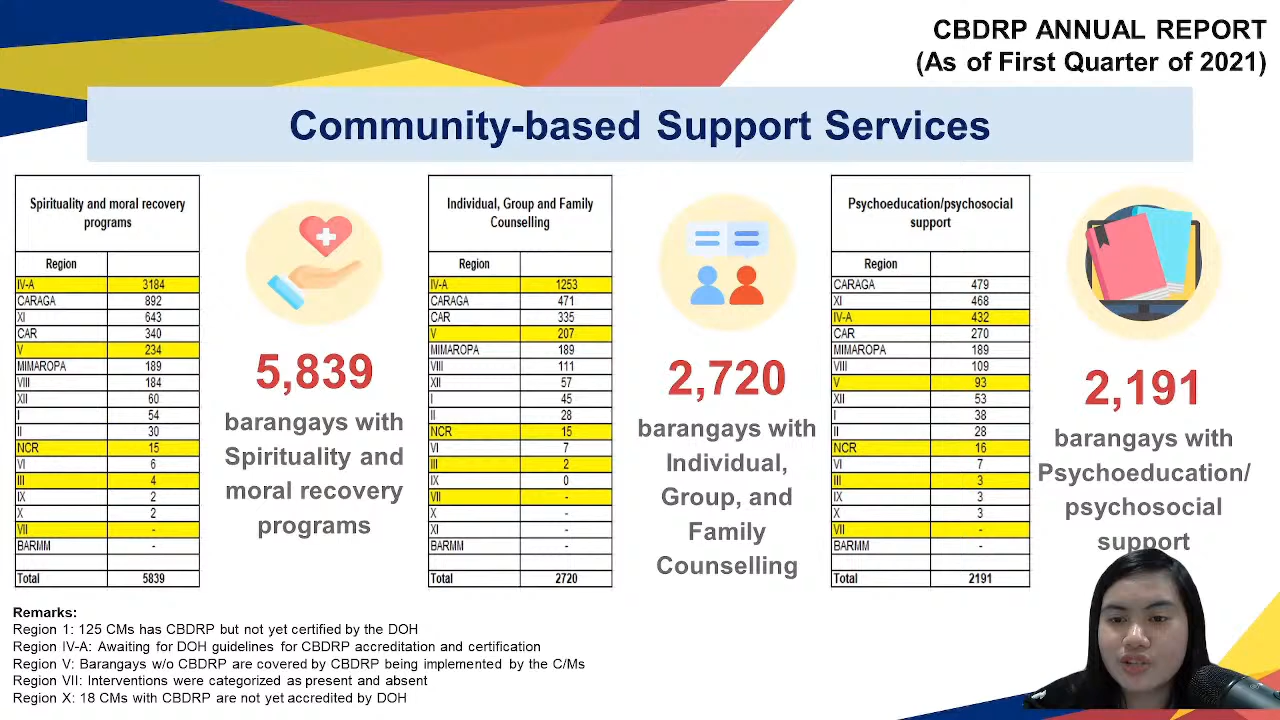 CBDRP ANNUAL REPORT
(As of First Quarter of 2021)
Community-based Support Services
Spirituality and moral recovery
programs
Region
IV-A 3184
CARAGA 892
XI 643
CAR 340
V 234
MIMAROPA 189
VIII 184
XII 60
I 54
II 30
NCR 15
VI 6
III 4
IX 2
X 2
VII -
BARMM -
Total 5839
5,839
barangays with
Spirituality and
moral recovery
programs
Individual, Group and Family
Counselling
Region
IV-A 1253
CARAGA 471
CAR 335
V 207
MIMAROPA 189
VIII 111
XII 57
I 45
II 28
NCR 15
VI 7
III 2
IX 0
VII -
X -
XI -
BARMM -
Total 2720
2,720
barangays with
Individual,
Group, and
Family
Counselling
Psychoeducation/psychosocial
support
Region
CARAGA 479
XI 468
IV-A 432
CAR 270
MIMAROPA 189
VIII 109
V 93
XII 53
I 38
II 28
NCR 16
VI 7
III 3
IX 3
X 3
VII -
BARMM -
Total 2191
2,191
barangays with
Psychoeducation/
psychosocial
support
Remarks:
Region 1: 125 CMs has CBDRP but not yet certified by the DOH
Region IV-A: Awaiting for DOH guidelines for CBDRP accreditation and certification
Region V: Barangays w/o CBDRP are covered by CBDRP being implemented by the C/Ms
Region VII: Interventions were categorized as present and absent
Region X: 18 CMs with CBDRP are not yet accredited by DOH